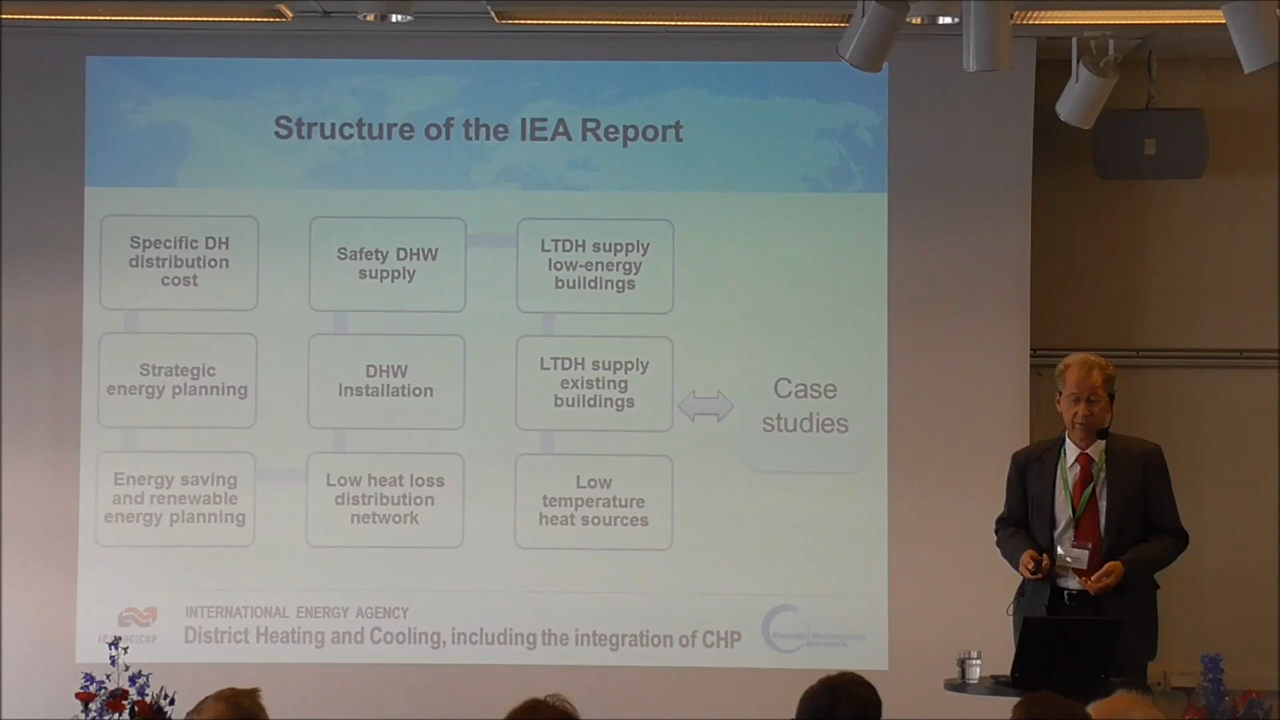 Structure of the IEA Report
Specific DH
distribution
cost
Safety DHW
supply
LTDH supply
low-energy
buildings
Strategic
energy planning
DHW
Installation
LTDH supply
existing
buildings
Case
studies
Energy saving
and renewable
energy planning
Low heat loss
distribution
network
Low
temperature
heat sources
INTERNATIONAL ENERGY AGENCY
District Heating and Cooling, including the integration of CHP